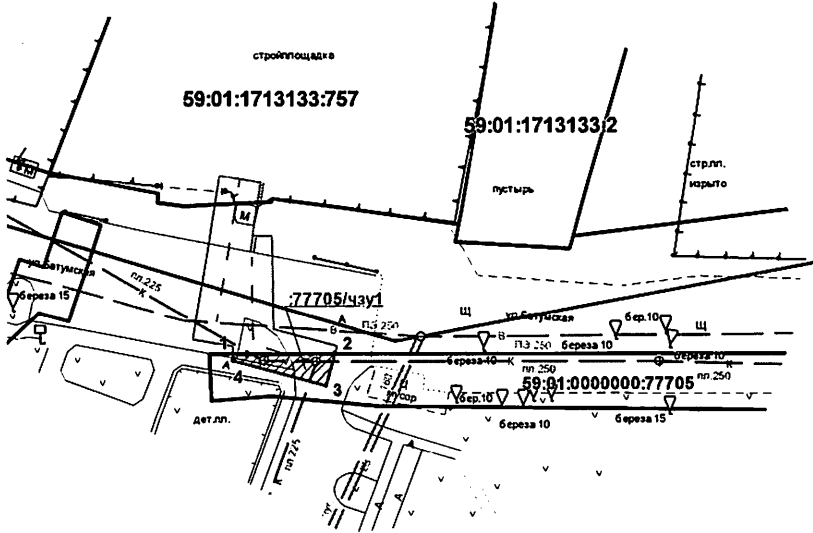 стройплощадка
59:01:1713133:757
59:01:1713133:2
стр.пл.
изрыто
пустырь
М
М
ул.Батумская
пл.225
К
береза 15
:77705/чзу1
А
В
ПЭ 250
Щ
ул.Батумская
бер.10
Щ
В
береза 10
ПЭ 250
1
2
береза 10
К
береза 10
К
А
4
3
пл.250
59:01:0000000:77705
пл.250
бер.10
дет.пл.
береза 10
береза 15
пл 225
К
А
А
А